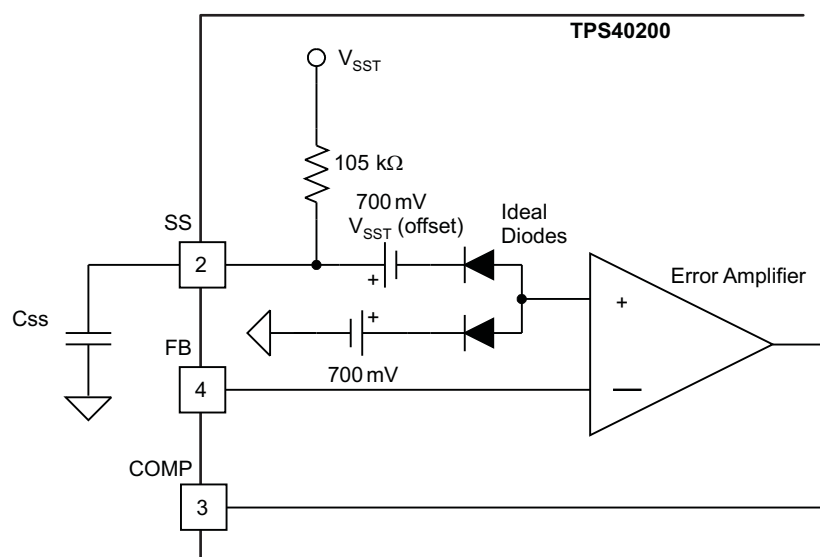 TPS40200
VSST
105 kΩ
700 mV
VSST (offset)
Ideal
Diodes
SS
2
+
Error Amplifier
+
Css
+
FB
700 mV
4
COMP
3